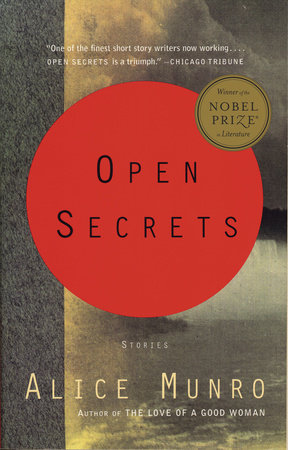 "One of the finest short story writers now working. . . .
OPEN SECRETS is a triumph." —CHICAGO TRIBUNE
Winner of the
NOBEL
PRIZE®
in Literature
OPEN
SECRETS
STORIES
ALICE MUNRO
AUTHOR OF THE LOVE OF A GOOD WOMAN